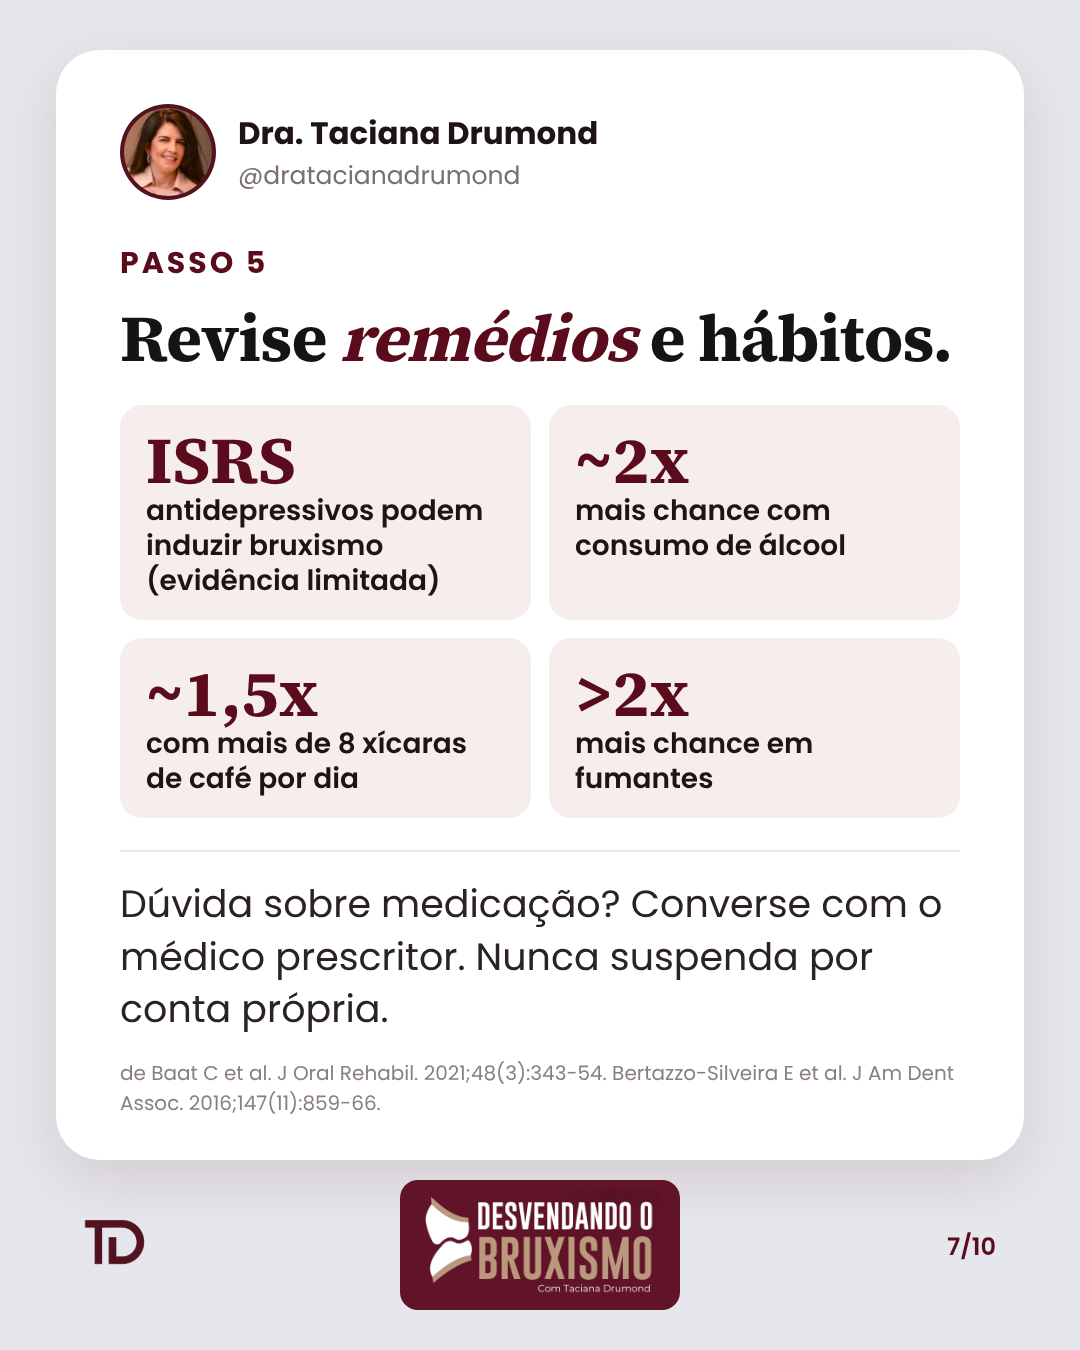 Dra. Taciana Drumond
@dratacianadrumond
PASSO 5
Revise remédios e hábitos.
ISRS
antidepressivos podem
induzir bruxismo
(evidência limitada)
~2x
mais chance com
consumo de álcool
~1,5x
com mais de 8 xícaras
de café por dia
>2x
mais chance em
fumantes
Dúvida sobre medicação? Converse com o
médico prescritor. Nunca suspenda por
conta própria.
de Baat C et al. J Oral Rehabil. 2021;48(3):343-54. Bertazzo-Silveira E et al. J Am Dent
Assoc. 2016;147(11):859-66.
TD
DESVENDANDO O
BRUXISMO
Com Taciana Drumond
7/10